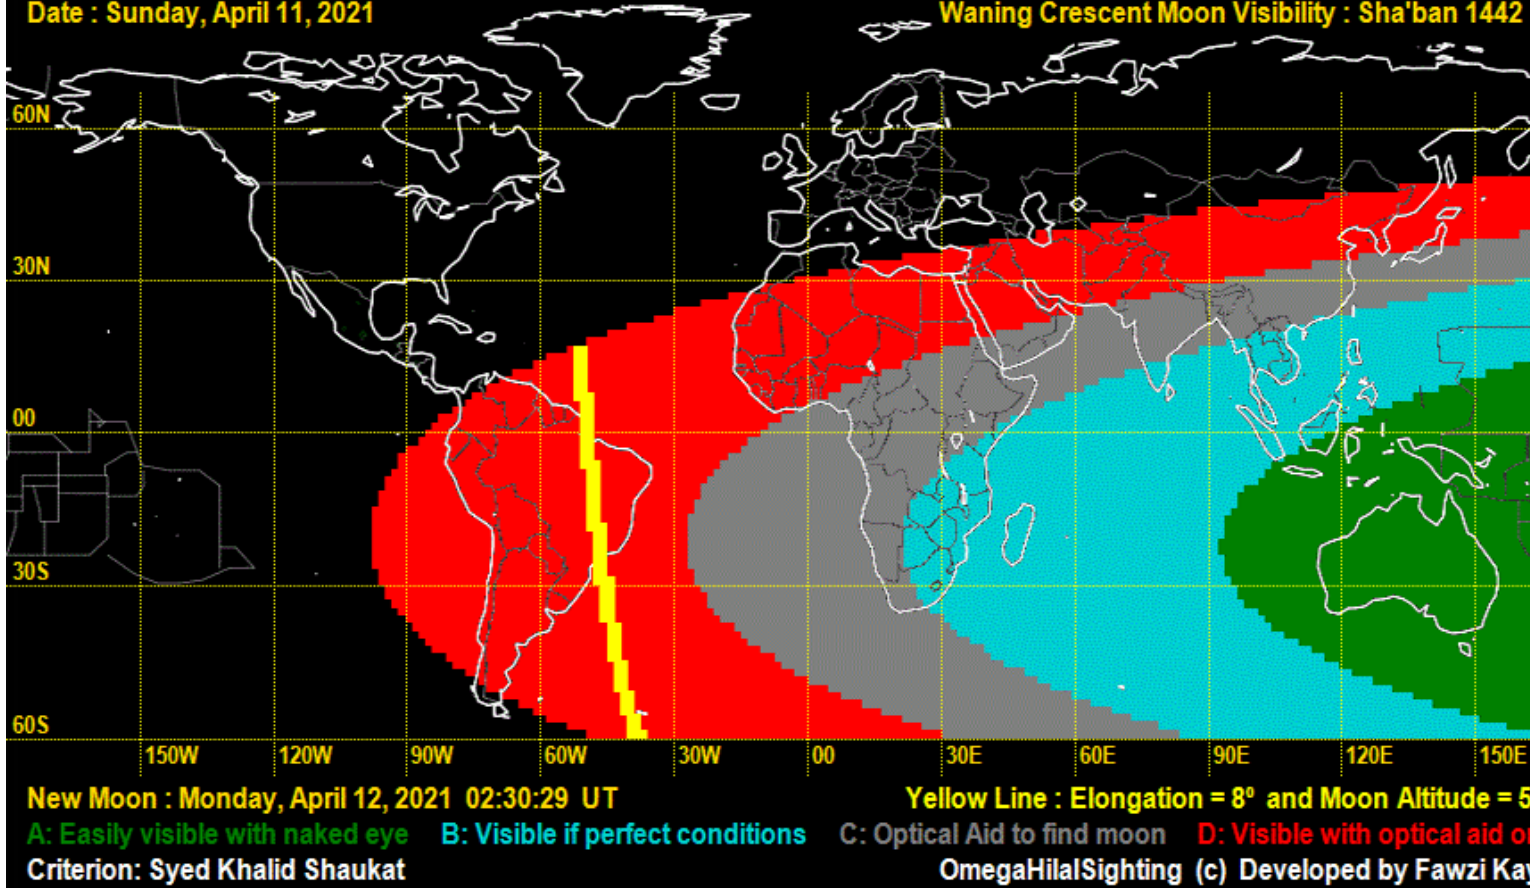 Date : Sunday, April 11, 2021 Waning Crescent Moon Visibility : Sha'ban 1442
60N
30N
00
30S
60S
150W 120W 90W 60W 30W 00 30E 60E 90E 120E 150E
New Moon : Monday, April 12, 2021 02:30:29 UT Yellow Line : Elongation = 8º and Moon Altitude = 5
A: Easily visible with naked eye B: Visible if perfect conditions C: Optical Aid to find moon D: Visible with optical aid
Criterion: Syed Khalid Shaukat OmegaHilalSighting (c) Developed by Fawzi